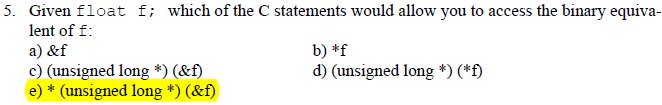 5. Given float f; which of the C statements would allow you to access the binary equiva-
lent of f:
a) &f b) *f
c) (unsigned long *) (&f) d) (unsigned long *) (*f)
e) * (unsigned long *) (&f)